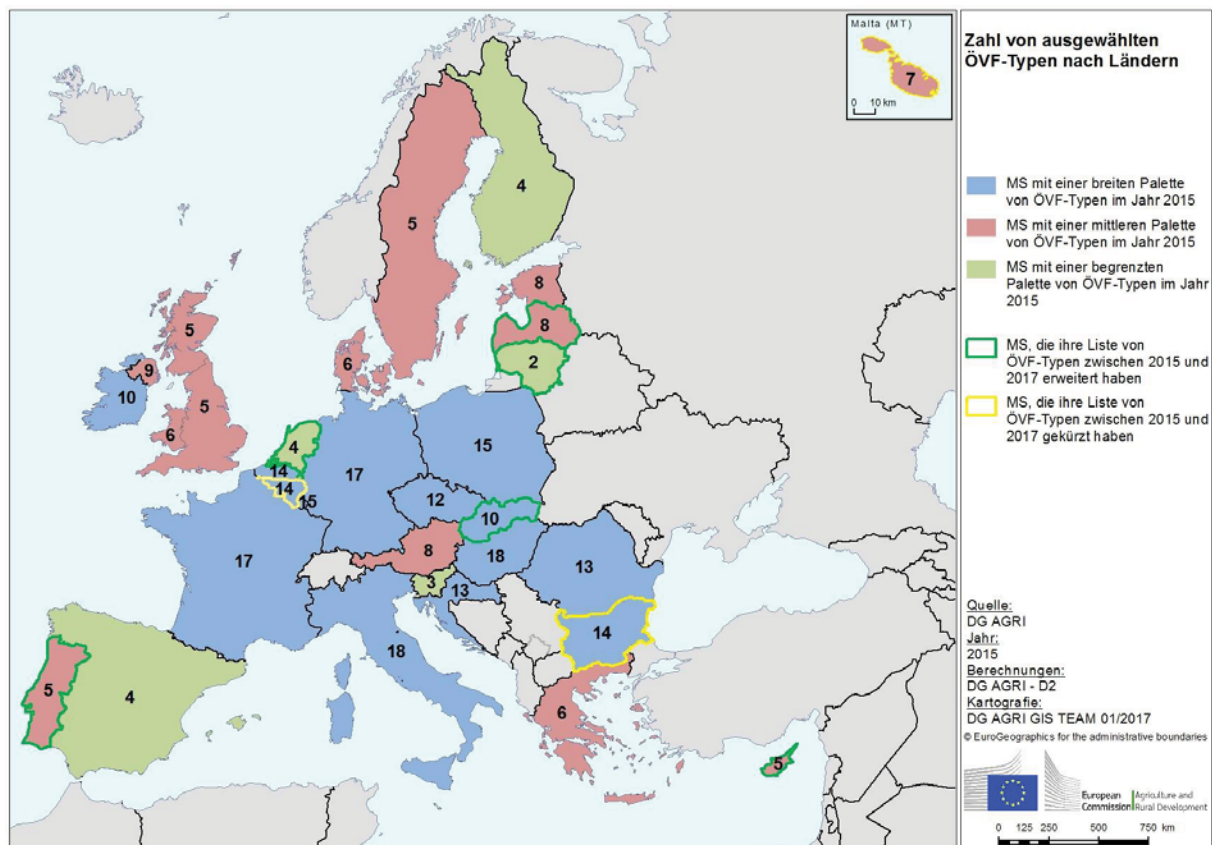 Malta (MT)
7
0 10 km
4
5
8
8
2
5
9
10
5
6
6
4
14
14
15
17
15
12
10
17
8
18
3
13
13
18
14
5
4
6
5
Zahl von ausgewählten
ÖVF-Typen nach Ländern
MS mit einer breiten Palette
von ÖVF-Typen im Jahr 2015
MS mit einer mittleren Palette
von ÖVF-Typen im Jahr 2015
MS mit einer begrenzten
Palette von ÖVF-Typen im Jahr
2015
MS, die ihre Liste von
ÖVF-Typen zwischen 2015 und
2017 erweitert haben
MS, die ihre Liste von
ÖVF-Typen zwischen 2015 und
2017 gekürzt haben
Quelle:
DG AGRI
Jahr:
2015
Berechnungen:
DG AGRI - D2
Kartografie:
DG AGRI GIS TEAM 01/2017
© EuroGeographics for the administrative boundaries
European
Commission
Agriculture and
Rural Development
0 125 250 500 750 km